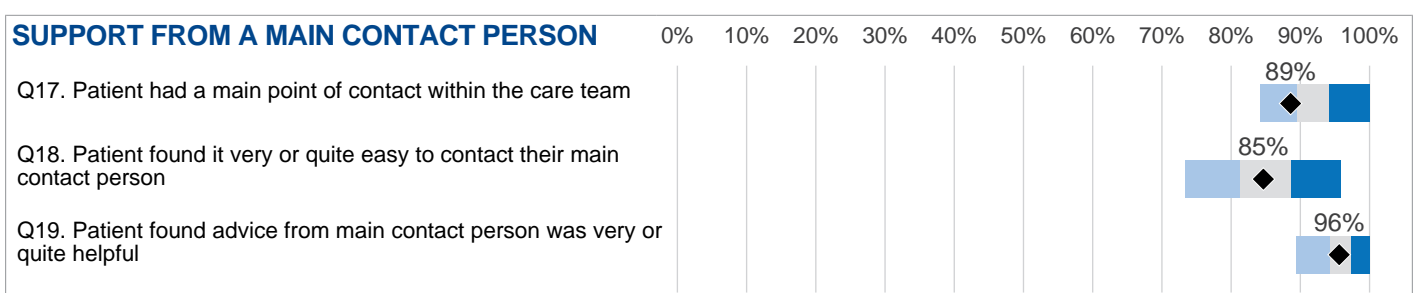 SUPPORT FROM A MAIN CONTACT PERSON 0% 10% 20% 30% 40% 50% 60% 70% 80% 90% 100%
89%
Q17. Patient had a main point of contact within the care team
85%
Q18. Patient found it very or quite easy to contact their main
contact person
96%
Q19. Patient found advice from main contact person was very or
quite helpful